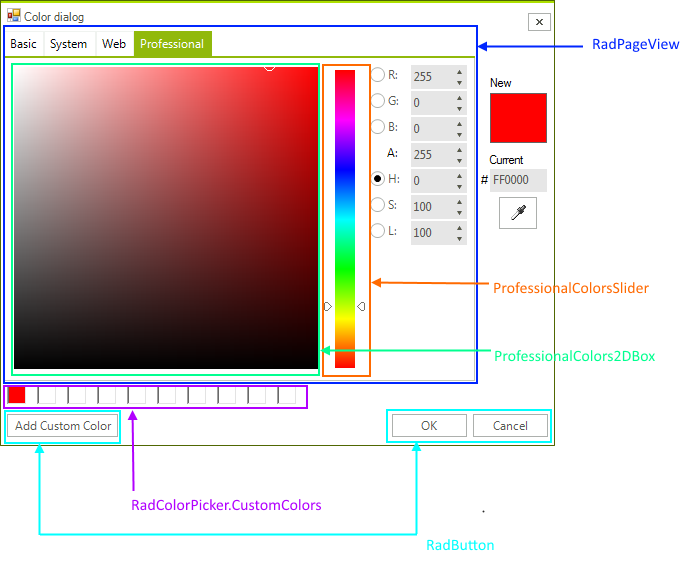 Color dialog
Basic System Web Professional
RadPageView
R: 255
G: 0
B: 0
A: 255
H: 0
S: 100
L: 100
New
Current
# FF0000
ProfessionalColorsSlider
ProfessionalColors2DBox
Add Custom Color
OK Cancel
RadColorPicker.CustomColors
.
RadButton